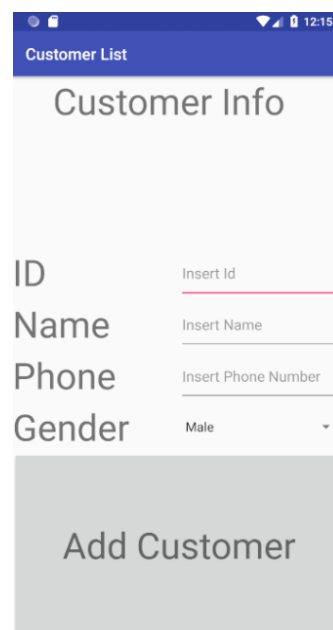 12:15
Customer List
Customer Info
ID Insert Id
Name Insert Name
Phone Insert Phone Number
Gender Male
Add Customer